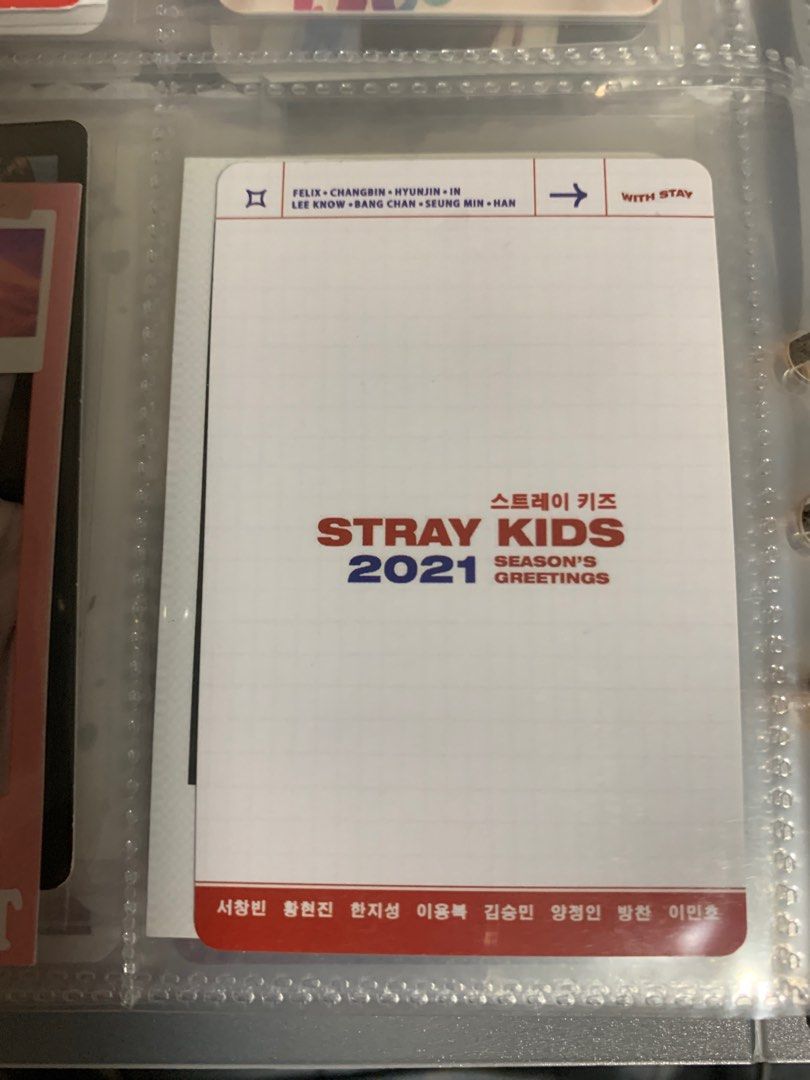 FELIX • CHANGBIN • HYUNJIN • IN
LEE KNOW • BANG CHAN • SEUNG MIN • HAN
WITH STAY
스트레이 키즈
STRAY KIDS
2021 SEASON'S
GREETINGS
서창빈 황현진 한지성 이용복 김승민 양정인 방찬 이민호